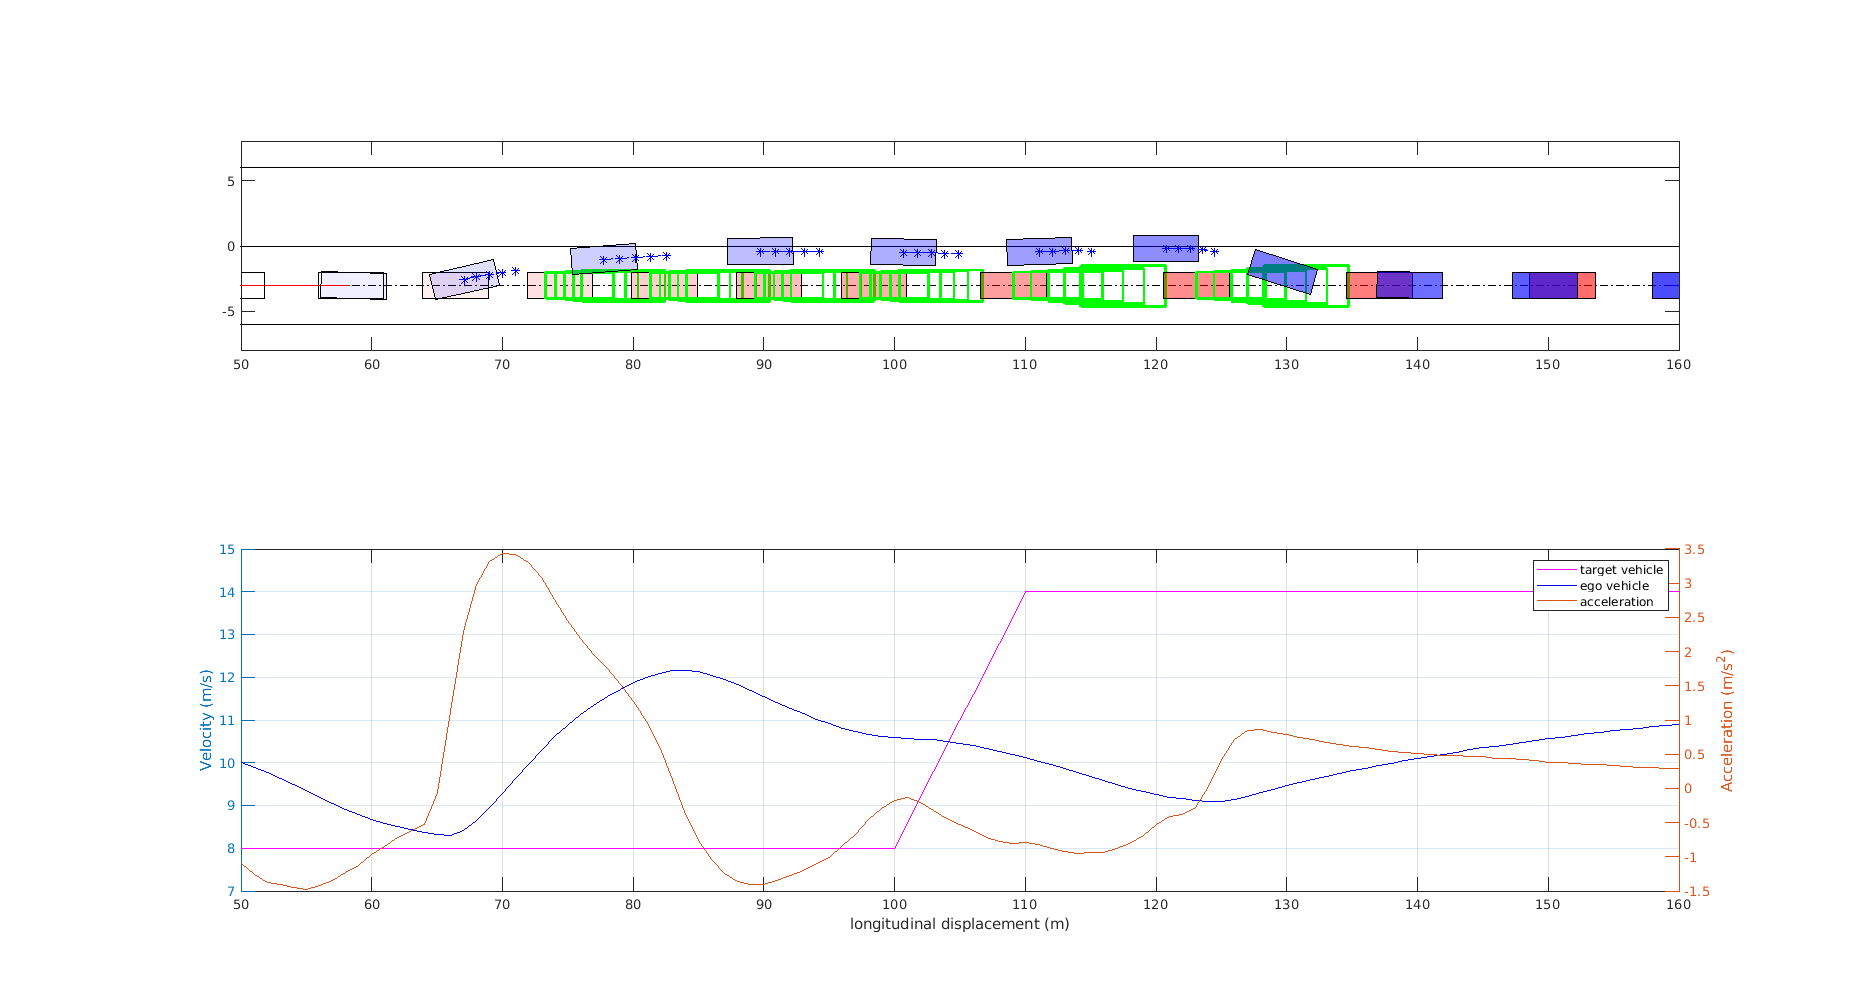 5
0
-5
50 60 70 80 90 100 110 120 130 140 150 160
15 3.5
14 3
13 2.5
12 2
11 1.5
10 1
9 0.5
8 0
7 -0.5
-1
-1.5
target vehicle
ego vehicle
acceleration
Velocity (m/s)
Acceleration (m/s²)
50 60 70 80 90 100 110 120 130 140 150 160
longitudinal displacement (m)